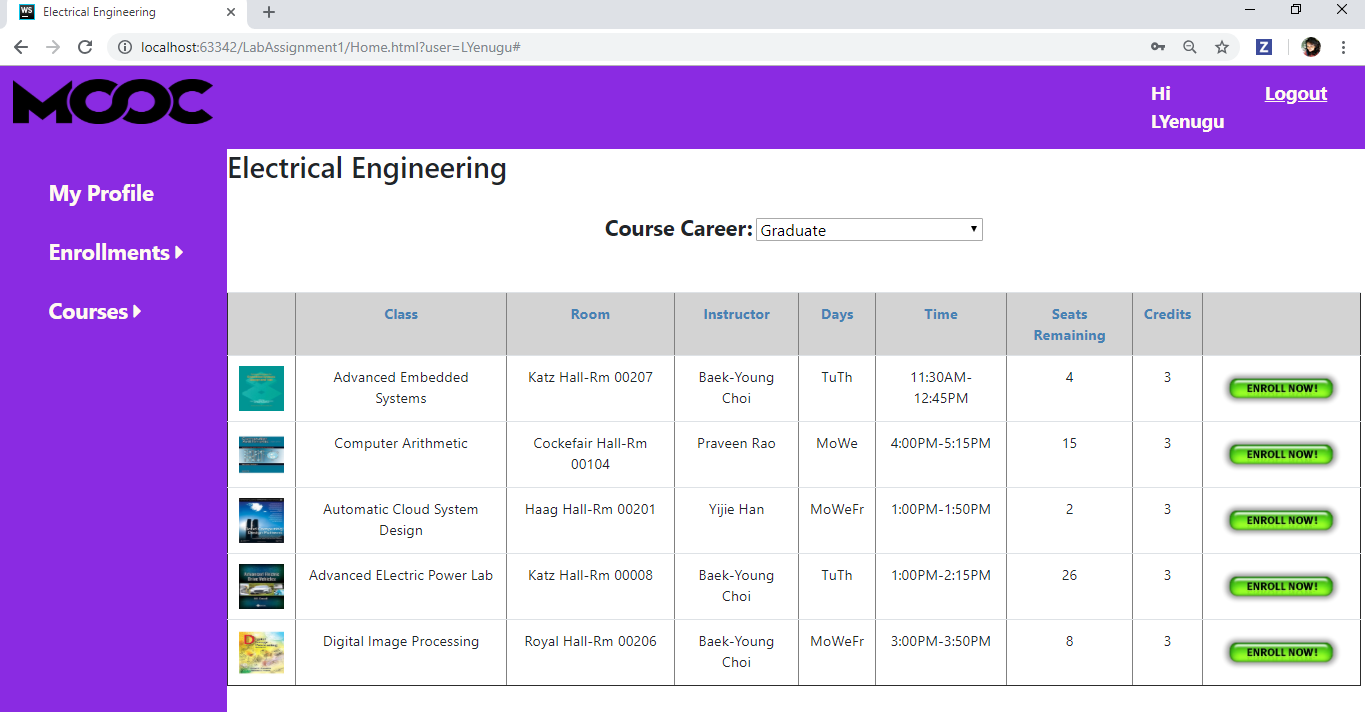 WS Electrical Engineering
localhost:63342/LabAssignment1/Home.html?user=LYenugu#
Z
MOOC
Hi
LYenugu
Logout
My Profile
Enrollments
Courses
Electrical Engineering
Course Career: Graduate
Class Room Instructor Days Time Seats Remaining Credits
Advanced Embedded Systems Katz Hall-Rm 00207 Baek-Young Choi TuTh 11:30AM-12:45PM 4 3 ENROLL NOW!
Computer Arithmetic Cockefair Hall-Rm 00104 Praveen Rao MoWe 4:00PM-5:15PM 15 3 ENROLL NOW!
Automatic Cloud System Design Haag Hall-Rm 00201 Yijie Han MoWeFr 1:00PM-1:50PM 2 3 ENROLL NOW!
Advanced ELectric Power Lab Katz Hall-Rm 00008 Baek-Young Choi TuTh 1:00PM-2:15PM 26 3 ENROLL NOW!
Digital Image Processing Royal Hall-Rm 00206 Baek-Young Choi MoWeFr 3:00PM-3:50PM 8 3 ENROLL NOW!